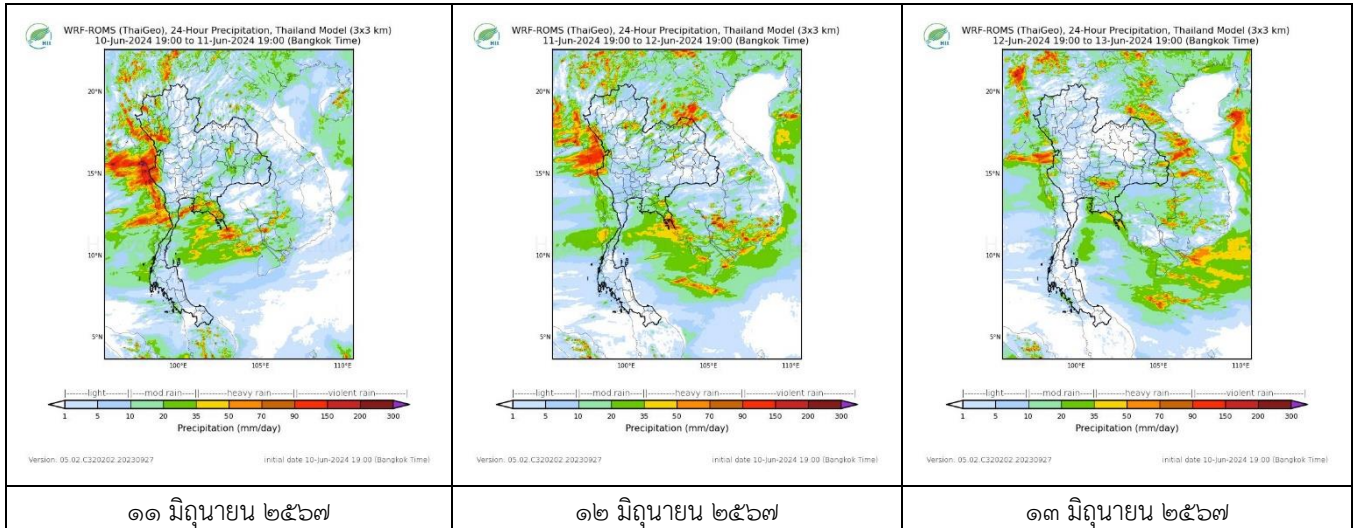 HII
WRF-ROMS (ThaiGeo), 24-Hour Precipitation, Thailand Model (3x3 km)
10-Jun-2024 19:00 to 11-Jun-2024 19:00 (Bangkok Time)
20°N
15°N
10°N
5°N
100°E 105°E 110°E
light mod rain heavy rain violent rain
1 5 10 20 35 50 70 90 150 200 300
Precipitation (mm/day)
Version: 05.02.C320202.20230927 initial date 10-Jun-2024 19:00 (Bangkok Time)
๑๑ มิถุนายน ๒๕๖๗
HII
WRF-ROMS (ThaiGeo), 24-Hour Precipitation, Thailand Model (3x3 km)
11-Jun-2024 19:00 to 12-Jun-2024 19:00 (Bangkok Time)
20°N
15°N
10°N
5°N
100°E 105°E 110°E
light mod rain heavy rain violent rain
1 5 10 20 35 50 70 90 150 200 300
Precipitation (mm/day)
Version: 05.02.C320202.20230927 initial date 10-Jun-2024 19:00 (Bangkok Time)
๑๒ มิถุนายน ๒๕๖๗
HII
WRF-ROMS (ThaiGeo), 24-Hour Precipitation, Thailand Model (3x3 km)
12-Jun-2024 19:00 to 13-Jun-2024 19:00 (Bangkok Time)
20°N
15°N
10°N
5°N
100°E 105°E 110°E
light mod rain heavy rain violent rain
1 5 10 20 35 50 70 90 150 200 300
Precipitation (mm/day)
Version: 05.02.C320202.20230927 initial date 10-Jun-2024 19:00 (Bangkok Time)
๑๓ มิถุนายน ๒๕๖๗